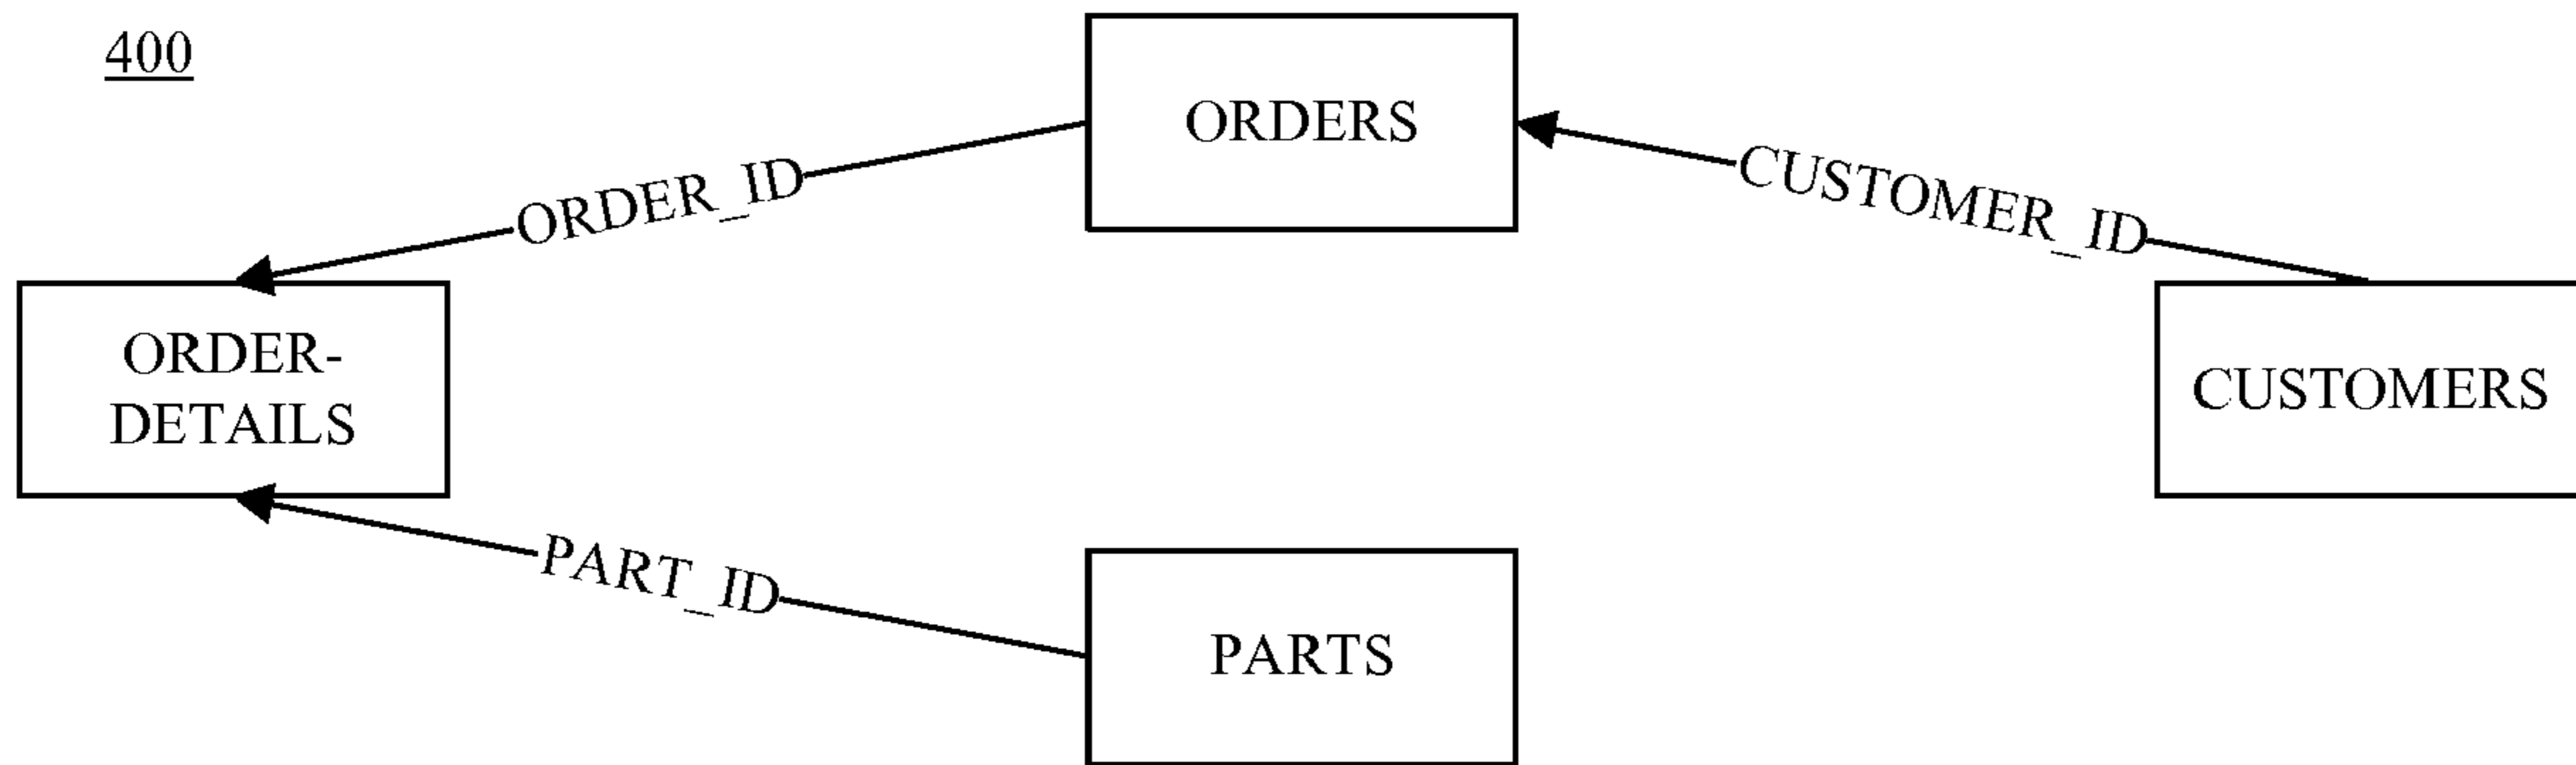 400
ORDERS
ORDER_ID
CUSTOMER_ID
ORDER-
DETAILS
CUSTOMERS
PART_ID
PARTS